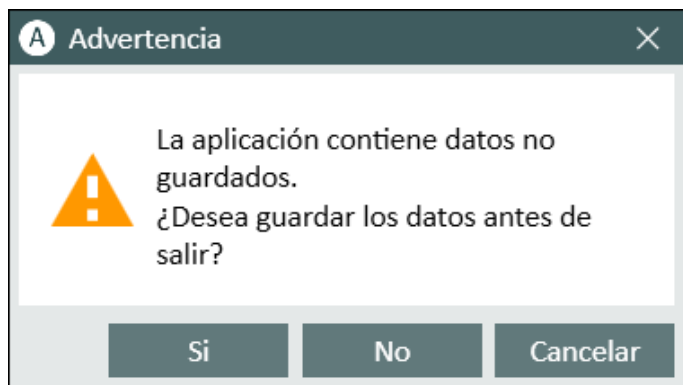 A Advertencia
La aplicación contiene datos no
guardados.
¿Desea guardar los datos antes de
salir?
Si No Cancelar